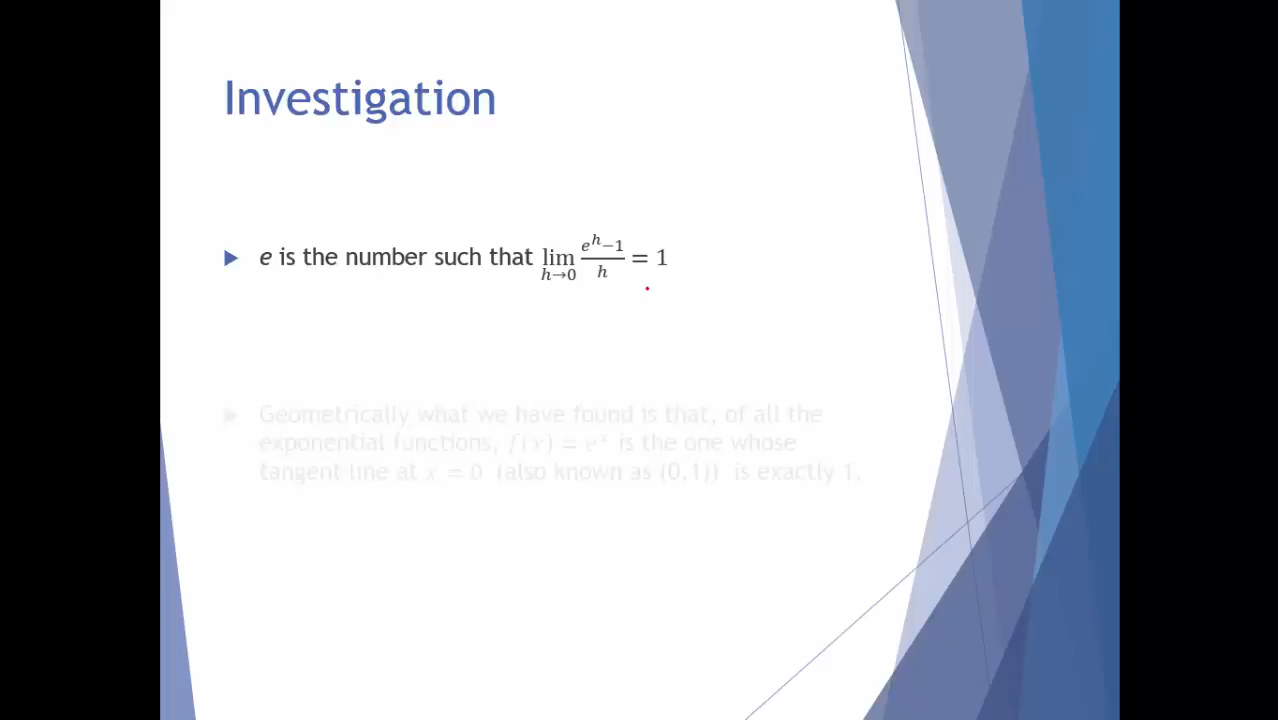 Investigation
e is the number such that lim h→0 (e^h−1)/h = 1
Geometrically what we have found is that, of all the
exponential functions, f(x) = e^x is the one whose
tangent line at x = 0 (also known as (0,1)) is exactly 1.